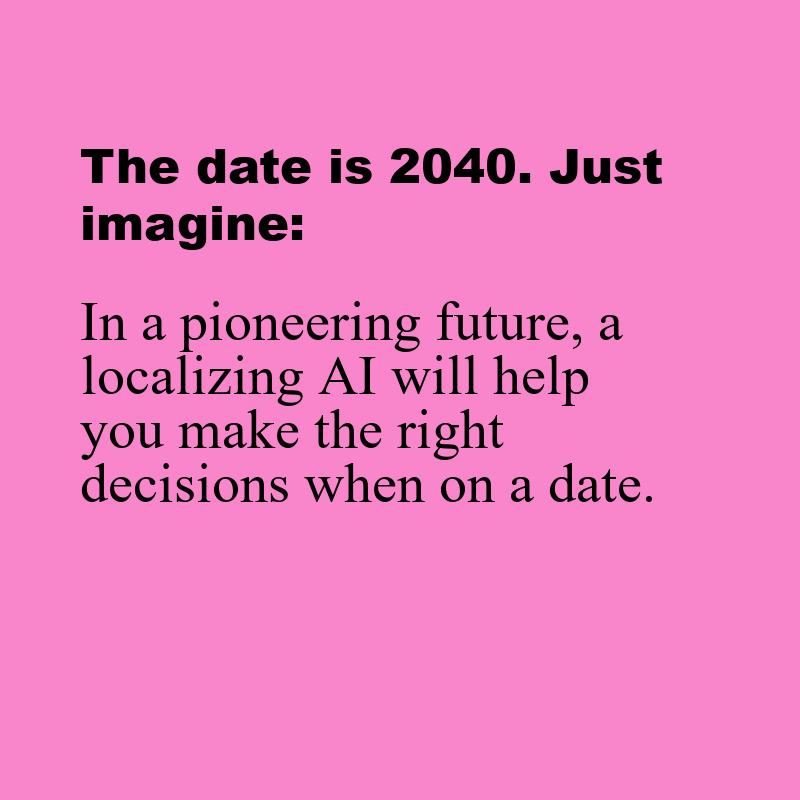 The date is 2040. Just
imagine:
In a pioneering future, a
localizing AI will help
you make the right
decisions when on a date.